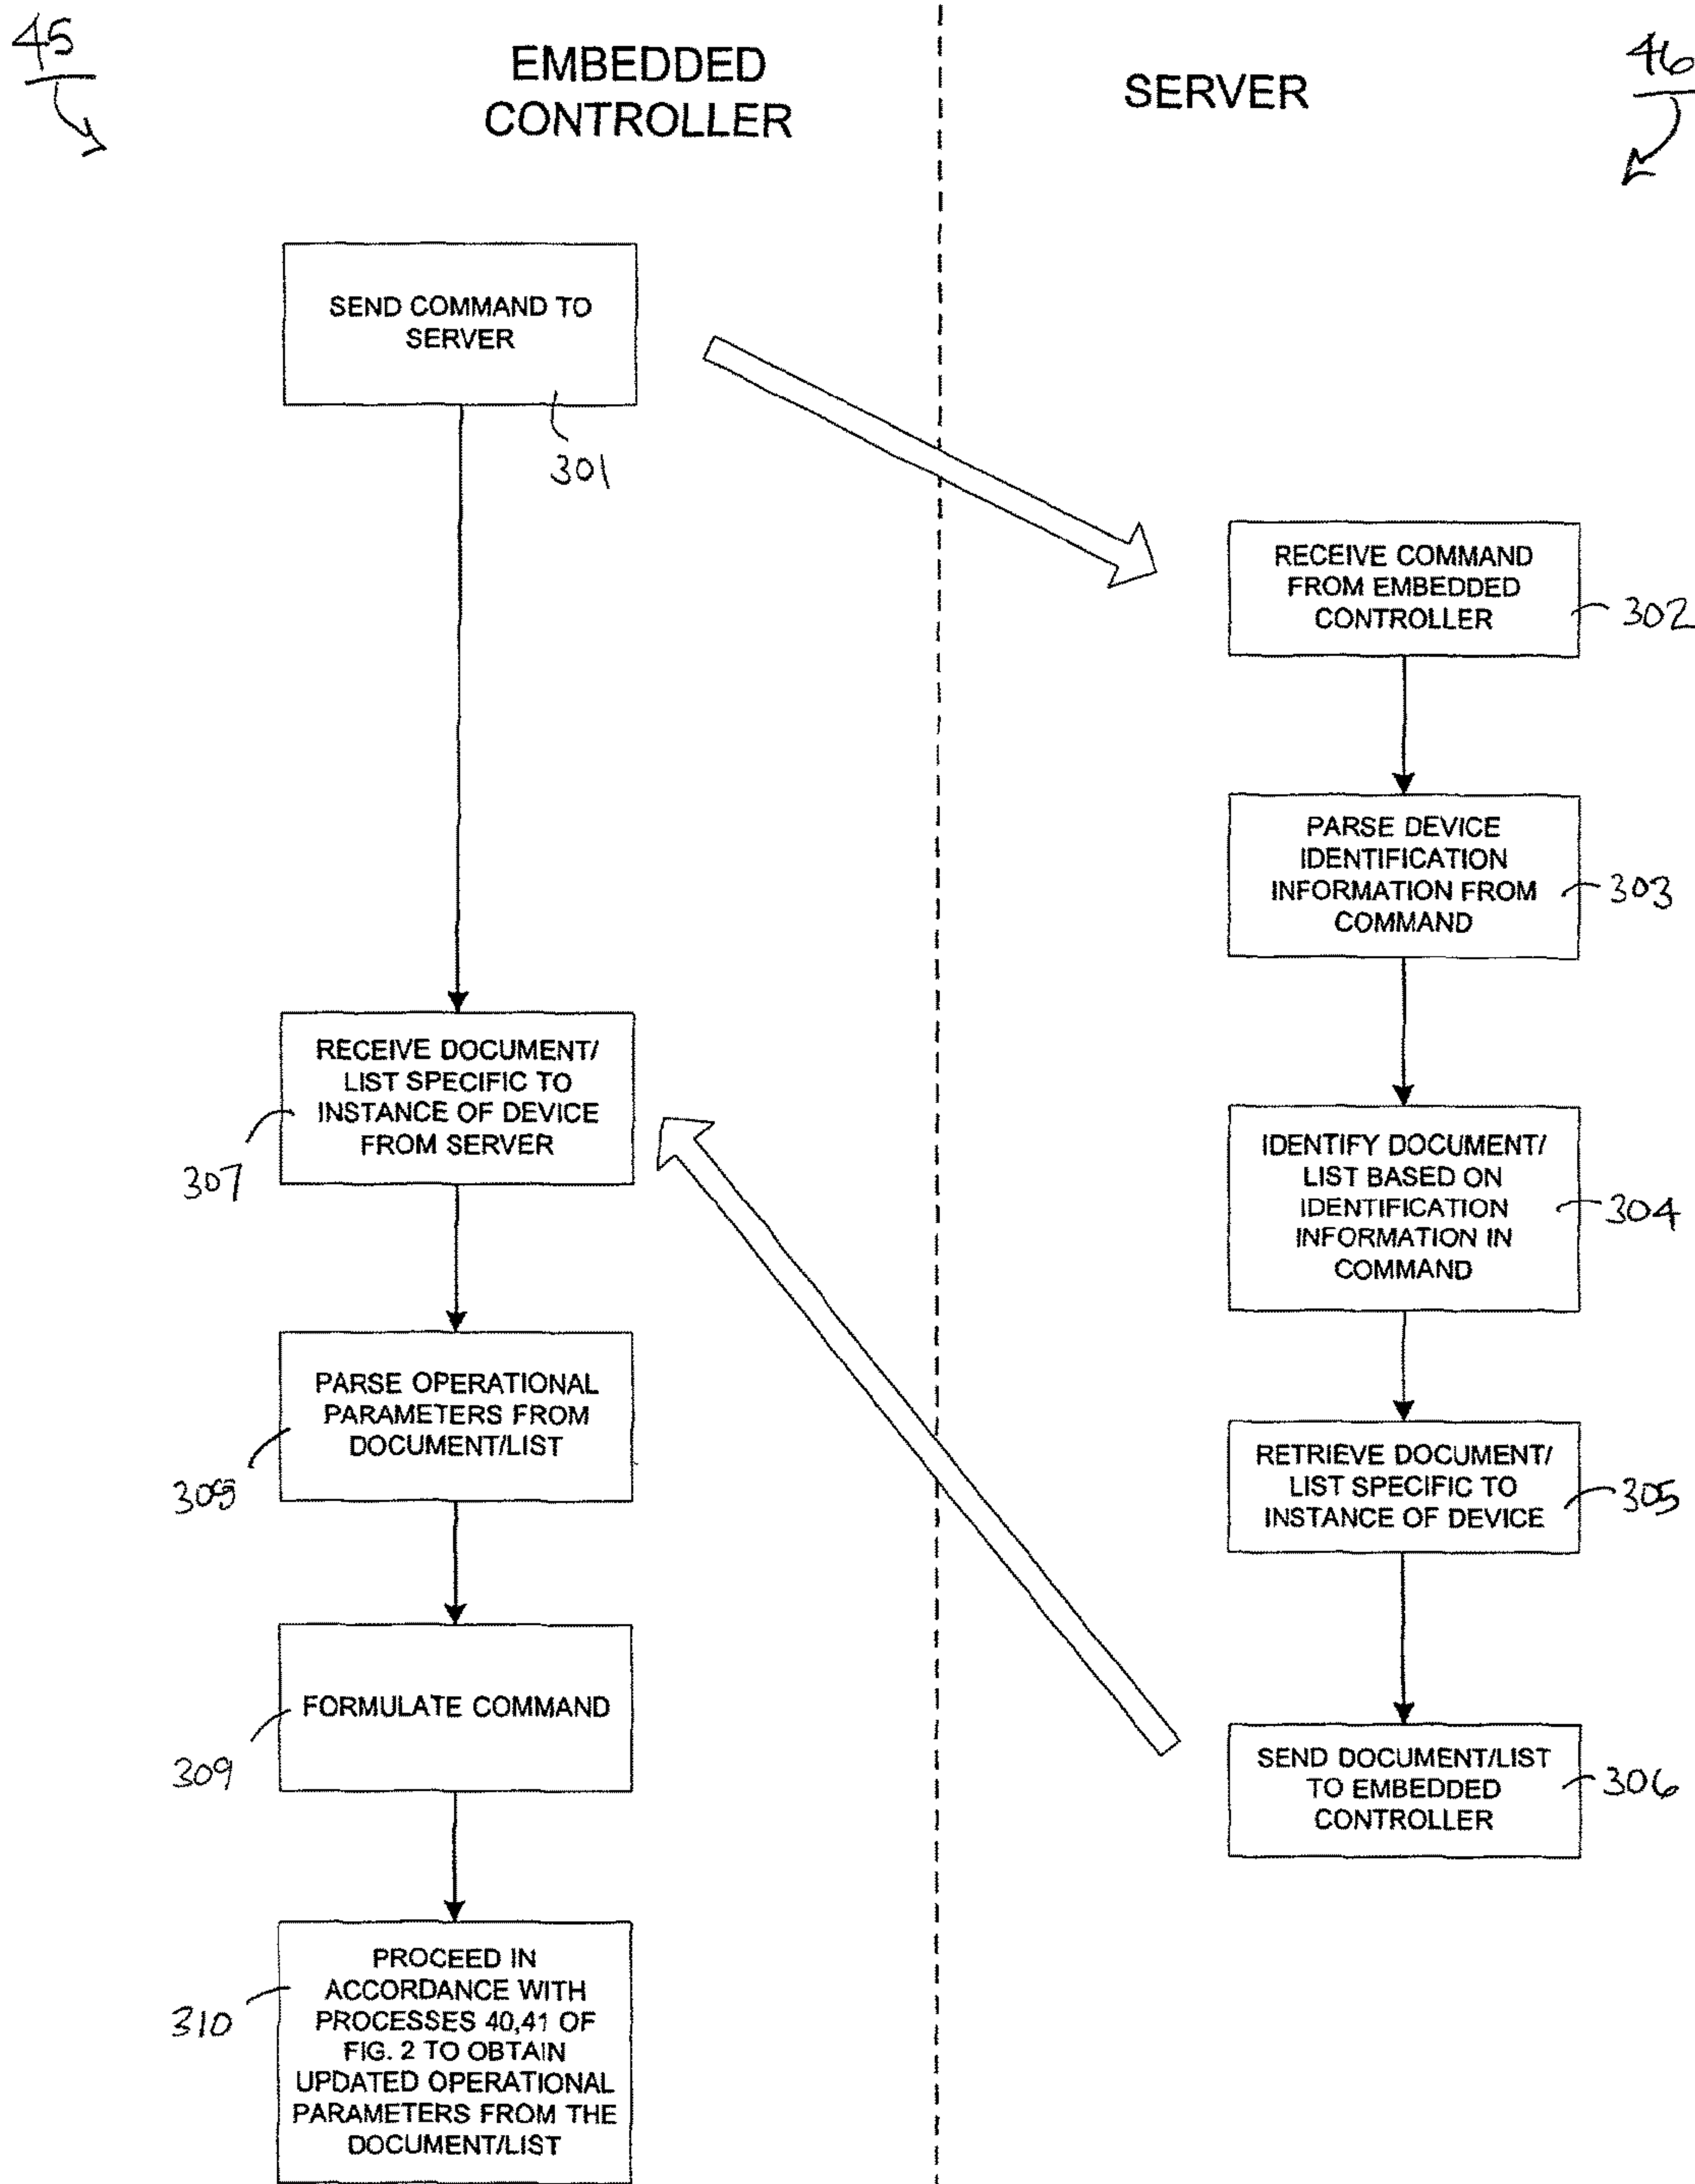 45
EMBEDDED
CONTROLLER
SERVER
46
SEND COMMAND TO
SERVER
301
RECEIVE COMMAND
FROM EMBEDDED
CONTROLLER
302
PARSE DEVICE
IDENTIFICATION
INFORMATION FROM
COMMAND
303
RECEIVE DOCUMENT/
LIST SPECIFIC TO
INSTANCE OF DEVICE
FROM SERVER
307
IDENTIFY DOCUMENT/
LIST BASED ON
IDENTIFICATION
INFORMATION IN
COMMAND
304
PARSE OPERATIONAL
PARAMETERS FROM
DOCUMENT/LIST
308
RETRIEVE DOCUMENT/
LIST SPECIFIC TO
INSTANCE OF DEVICE
305
FORMULATE COMMAND
309
SEND DOCUMENT/LIST
TO EMBEDDED
CONTROLLER
306
PROCEED IN
ACCORDANCE WITH
PROCESSES 40,41 OF
FIG. 2 TO OBTAIN
UPDATED OPERATIONAL
PARAMETERS FROM THE
DOCUMENT/LIST
310